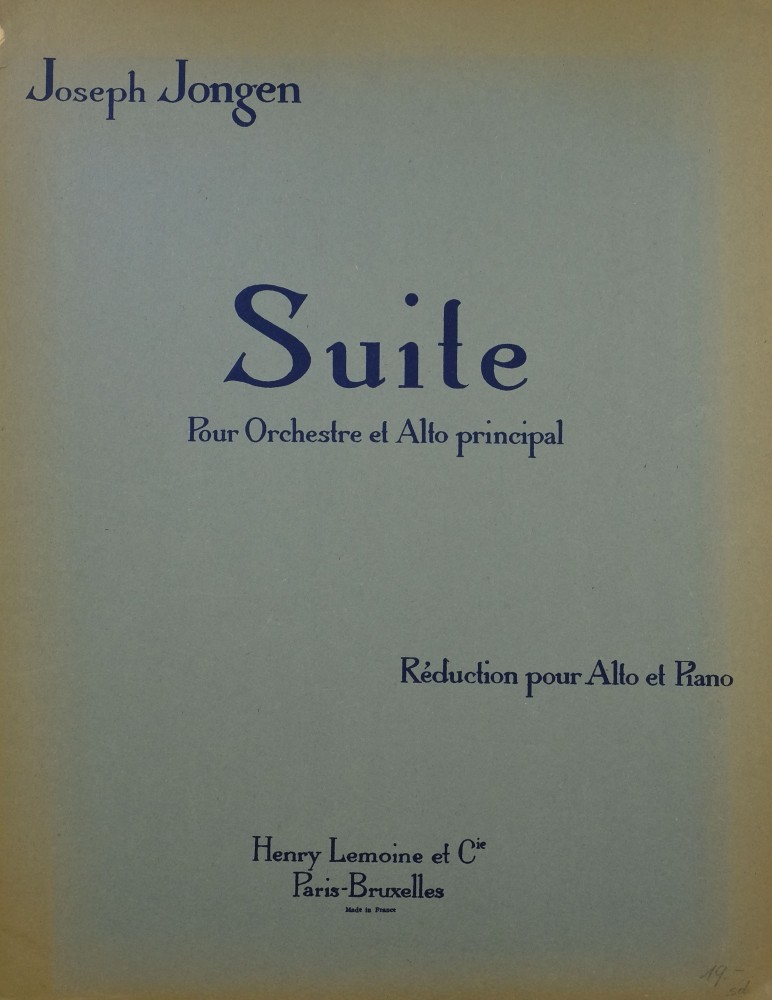 Joseph Jongen
Suite
Pour Orchestre et Alto principal
Réduction pour Alto et Piano
Henry Lemoine et Cie
Paris-Bruxelles
Made in France
19.-